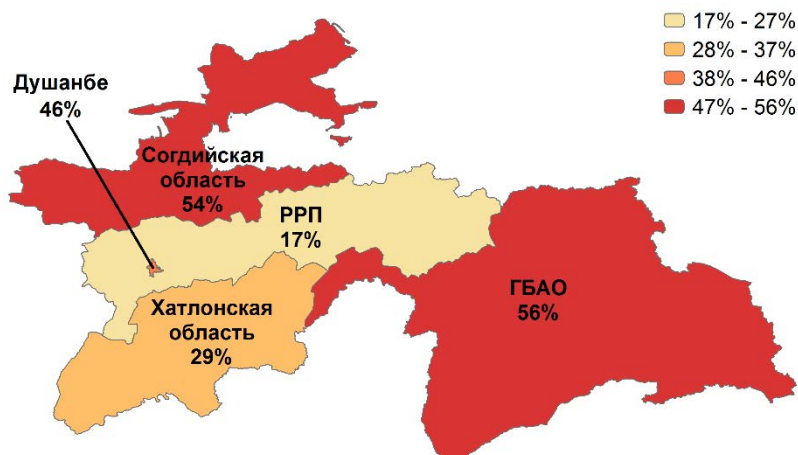 17% - 27%
28% - 37%
38% - 46%
47% - 56%
Душанбе
46%
Согдийская
область
54%
РРП
17%
ГБАО
56%
Хатлонская
область
29%